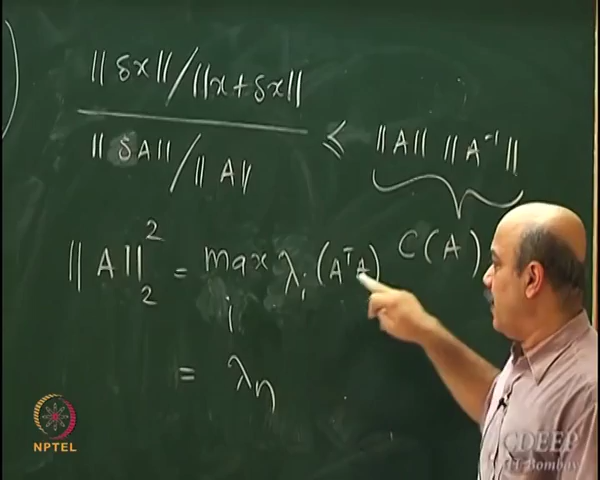 ||δx|| / ||x + δx||
||δA|| / ||A|| ≤ ||A|| ||A⁻¹||
C(A)
||A||₂² = max λᵢ (AᵀA)
i
= λₙ
NPTEL
CDEEP
IIT Bombay